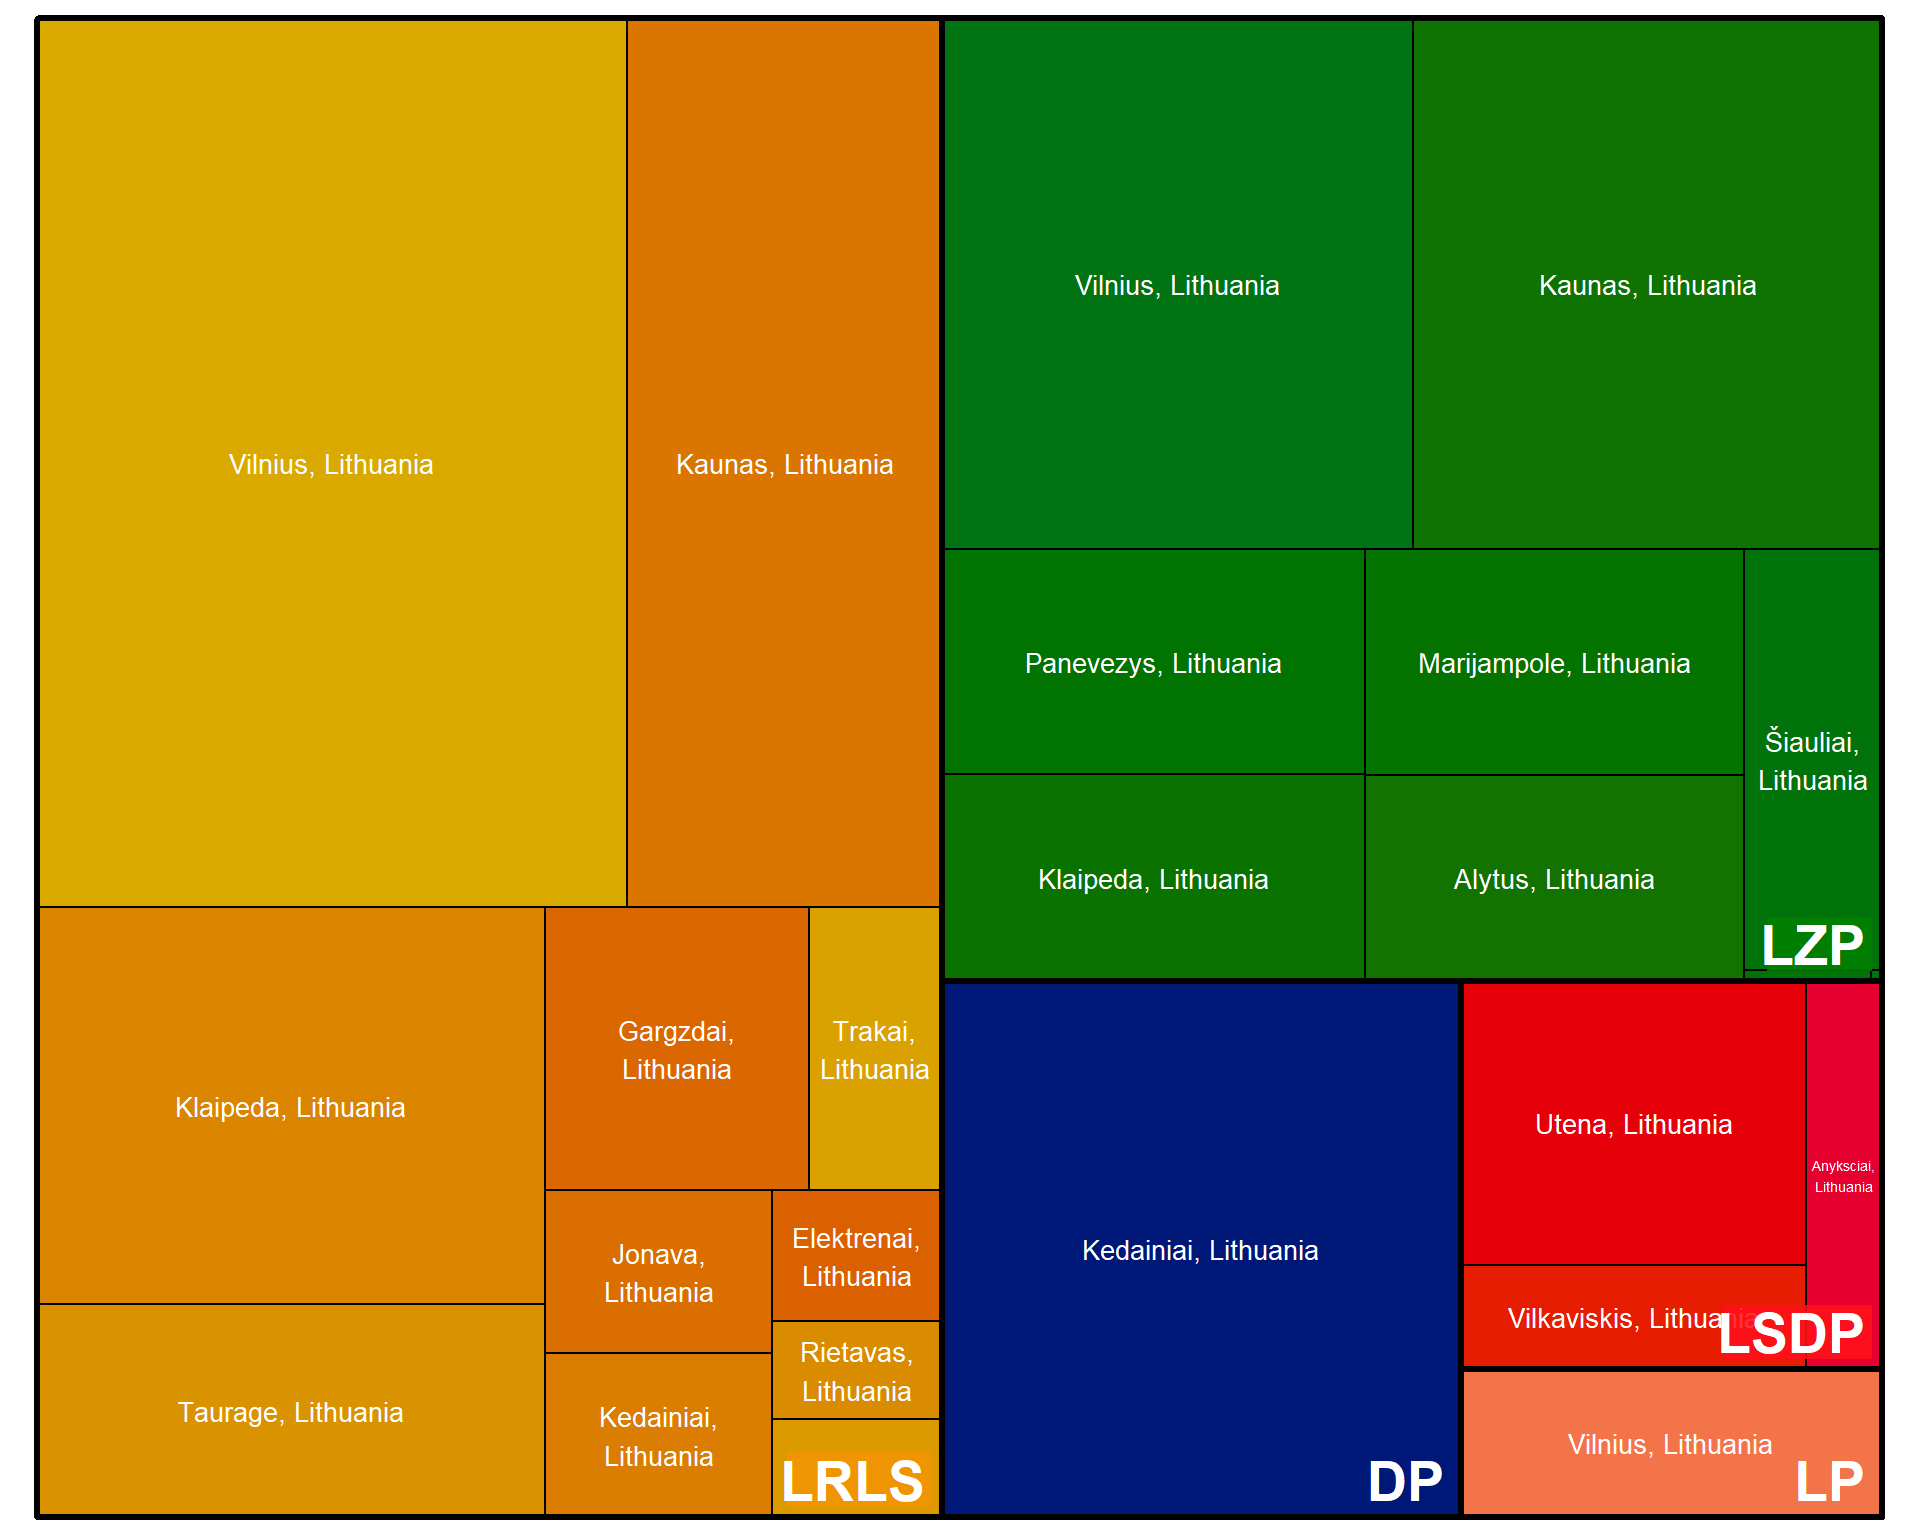 Vilnius, Lithuania
Kaunas, Lithuania
Klaipeda, Lithuania
Taurage, Lithuania
Gargzdai,
Lithuania
Trakai,
Lithuania
Jonava,
Lithuania
Kedainiai,
Lithuania
Elektrenai,
Lithuania
Rietavas,
Lithuania
LRLS
Vilnius, Lithuania
Kaunas, Lithuania
Panevezys, Lithuania
Marijampole, Lithuania
Klaipeda, Lithuania
Alytus, Lithuania
Šiauliai,
Lithuania
LZP
Kedainiai, Lithuania
DP
Utena, Lithuania
Anyksciai,
Lithuania
Vilkaviskis, Lithuania
LSDP
Vilnius, Lithuania
LP